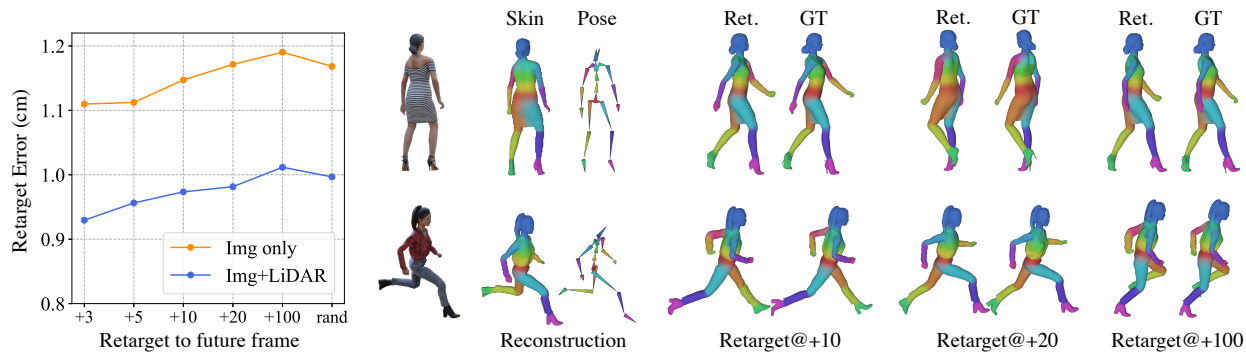 Skin Pose Ret. GT Ret. GT Ret. GT
1.2
1.1
1.0
0.9
0.8
Retarget Error (cm)
Img only
Img+LiDAR
+3 +5 +10 +20 +100 rand
Retarget to future frame
Reconstruction Retarget@+10 Retarget@+20 Retarget@+100